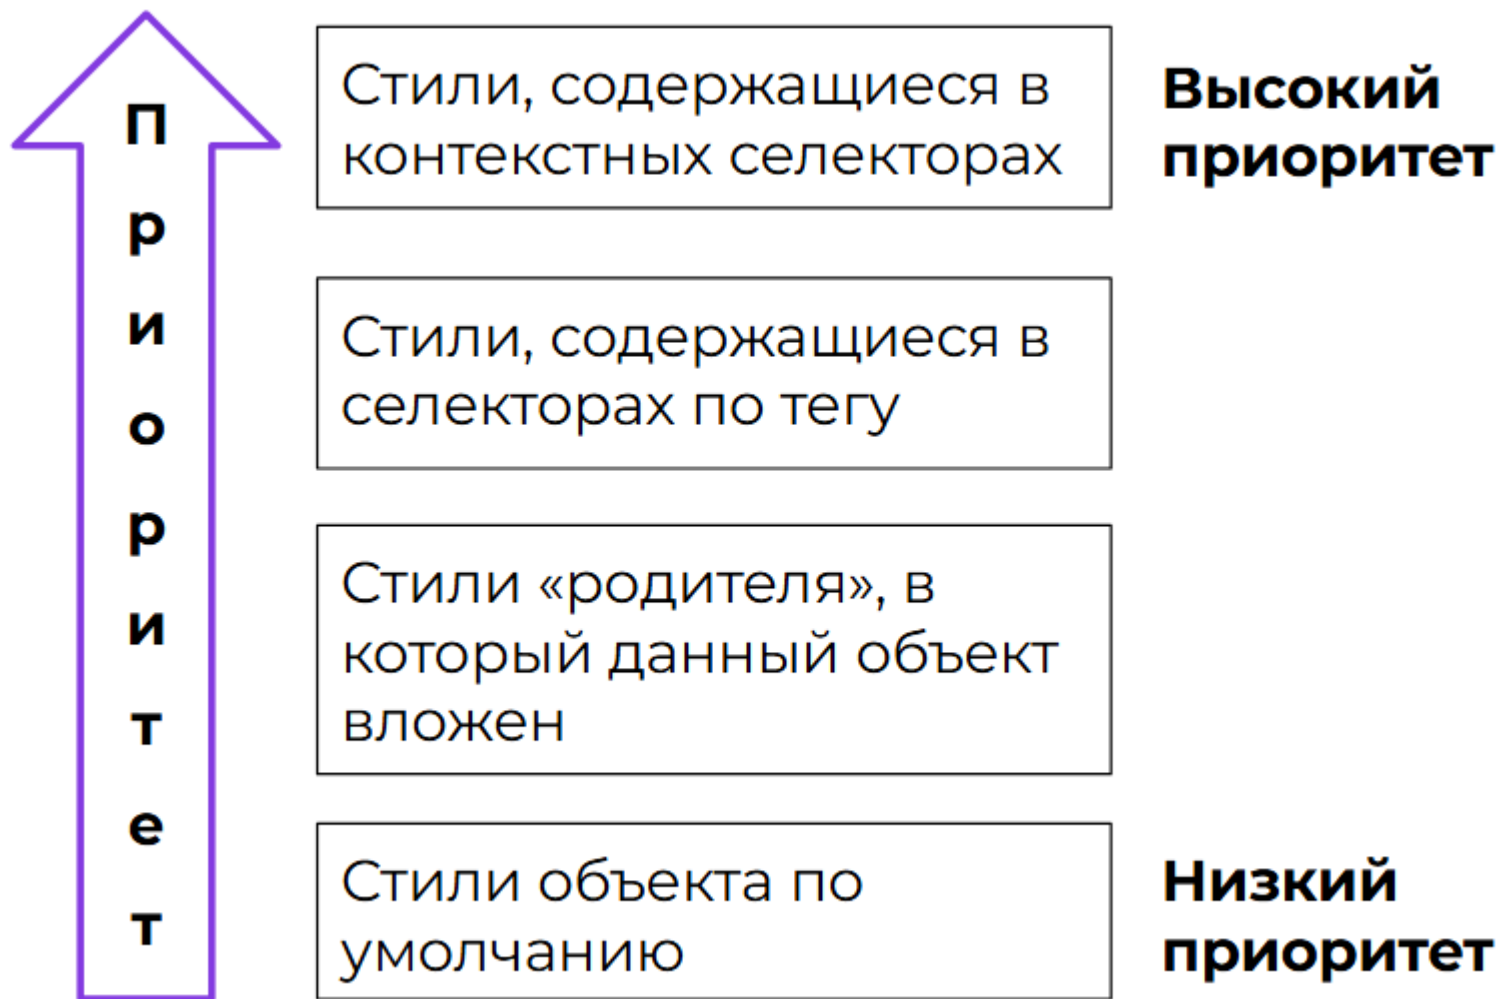 Приоритет
Стили, содержащиеся в
контекстных селекторах
Высокий
приоритет
Стили, содержащиеся в
селекторах по тегу
Стили «родителя», в
который данный объект
вложен
Стили объекта по
умолчанию
Низкий
приоритет